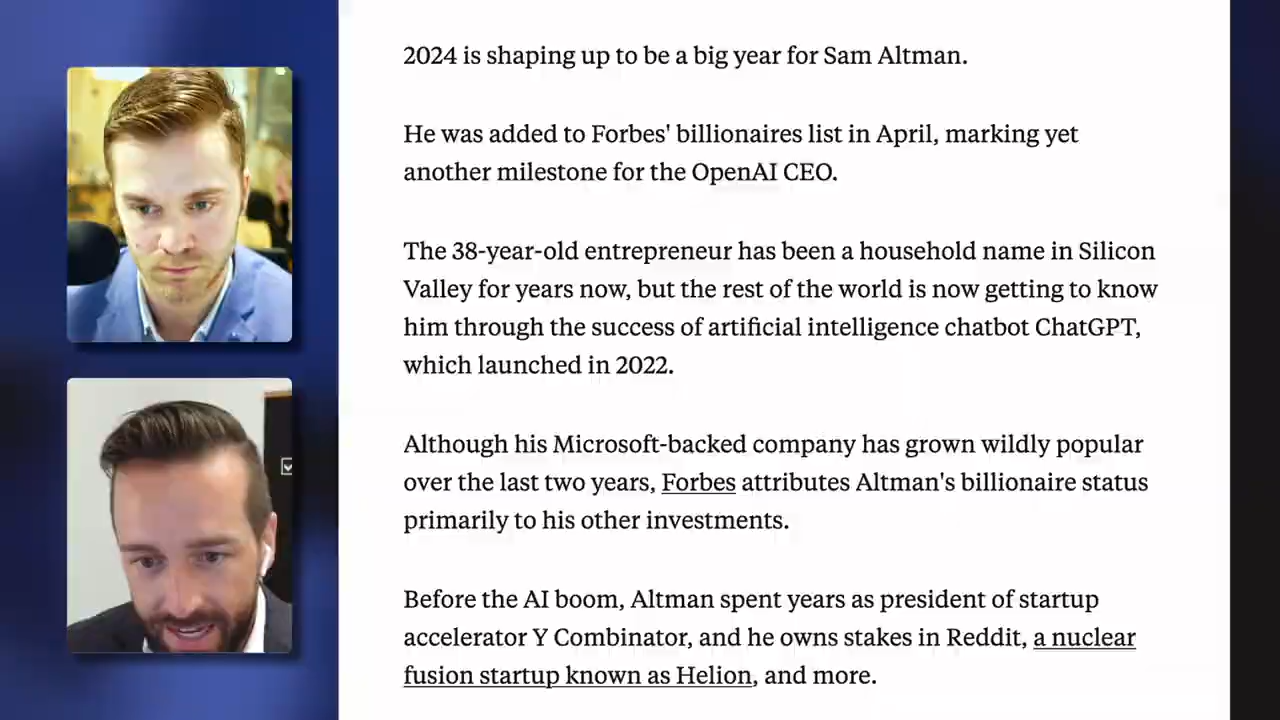 2024 is shaping up to be a big year for Sam Altman.
He was added to Forbes' billionaires list in April, marking yet
another milestone for the OpenAI CEO.
The 38-year-old entrepreneur has been a household name in Silicon
Valley for years now, but the rest of the world is now getting to know
him through the success of artificial intelligence chatbot ChatGPT,
which launched in 2022.
Although his Microsoft-backed company has grown wildly popular
over the last two years, Forbes attributes Altman's billionaire status
primarily to his other investments.
Before the AI boom, Altman spent years as president of startup
accelerator Y Combinator, and he owns stakes in Reddit, a nuclear
fusion startup known as Helion, and more.